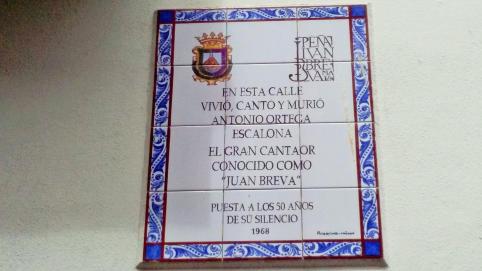 PEÑA
JUAN
BREVA
EN ESTA CALLE
VIVIÓ, CANTO Y MURIÓ
ANTONIO ORTEGA
ESCALONA
EL GRAN CANTAOR
CONOCIDO COMO
"JUAN BREVA"
PUESTA A LOS 50 AÑOS
DE SU SILENCIO
1968